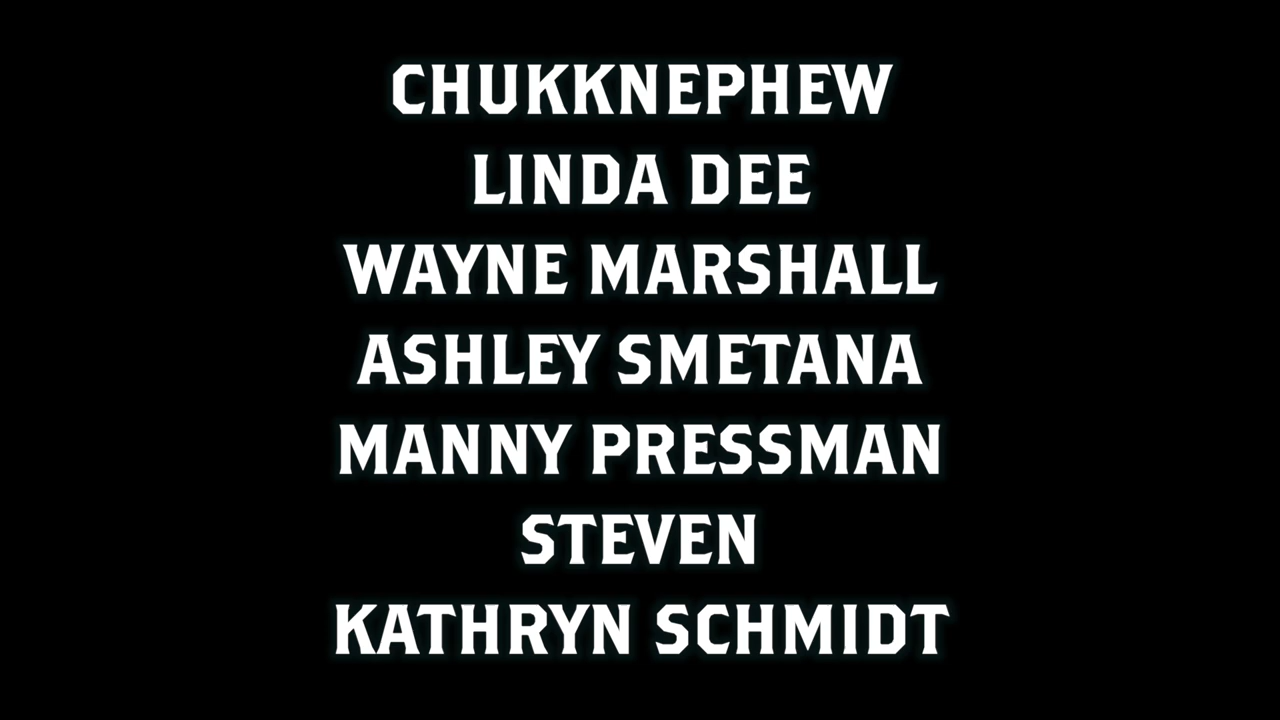 CHUKKNEPHEW
LINDA DEE
WAYNE MARSHALL
ASHLEY SMETANA
MANNY PRESSMAN
STEVEN
KATHRYN SCHMIDT